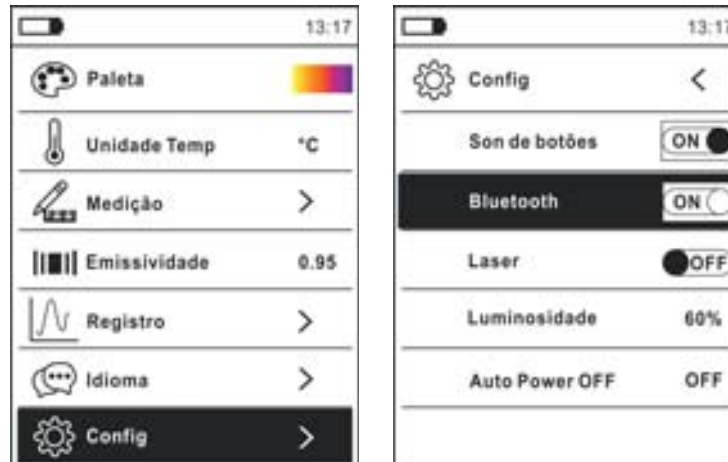 13:17
Paleta
Unidade Temp °C
Medição >
Emissividade 0.95
Registro >
Idioma >
Config >
13:17
Config <
Son de botões ON
Bluetooth ON
Laser OFF
Luminosidade 60%
Auto Power OFF OFF